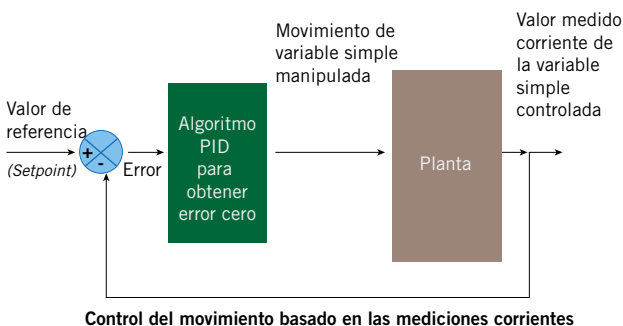 Movimiento de
variable simple
manipulada
Valor medido
corriente de
la variable
simple
controlada
Valor de
referencia
(Setpoint)
+
-
Error
Algoritmo
PID
para
obtener
error cero
Planta
Control del movimiento basado en las mediciones corrientes